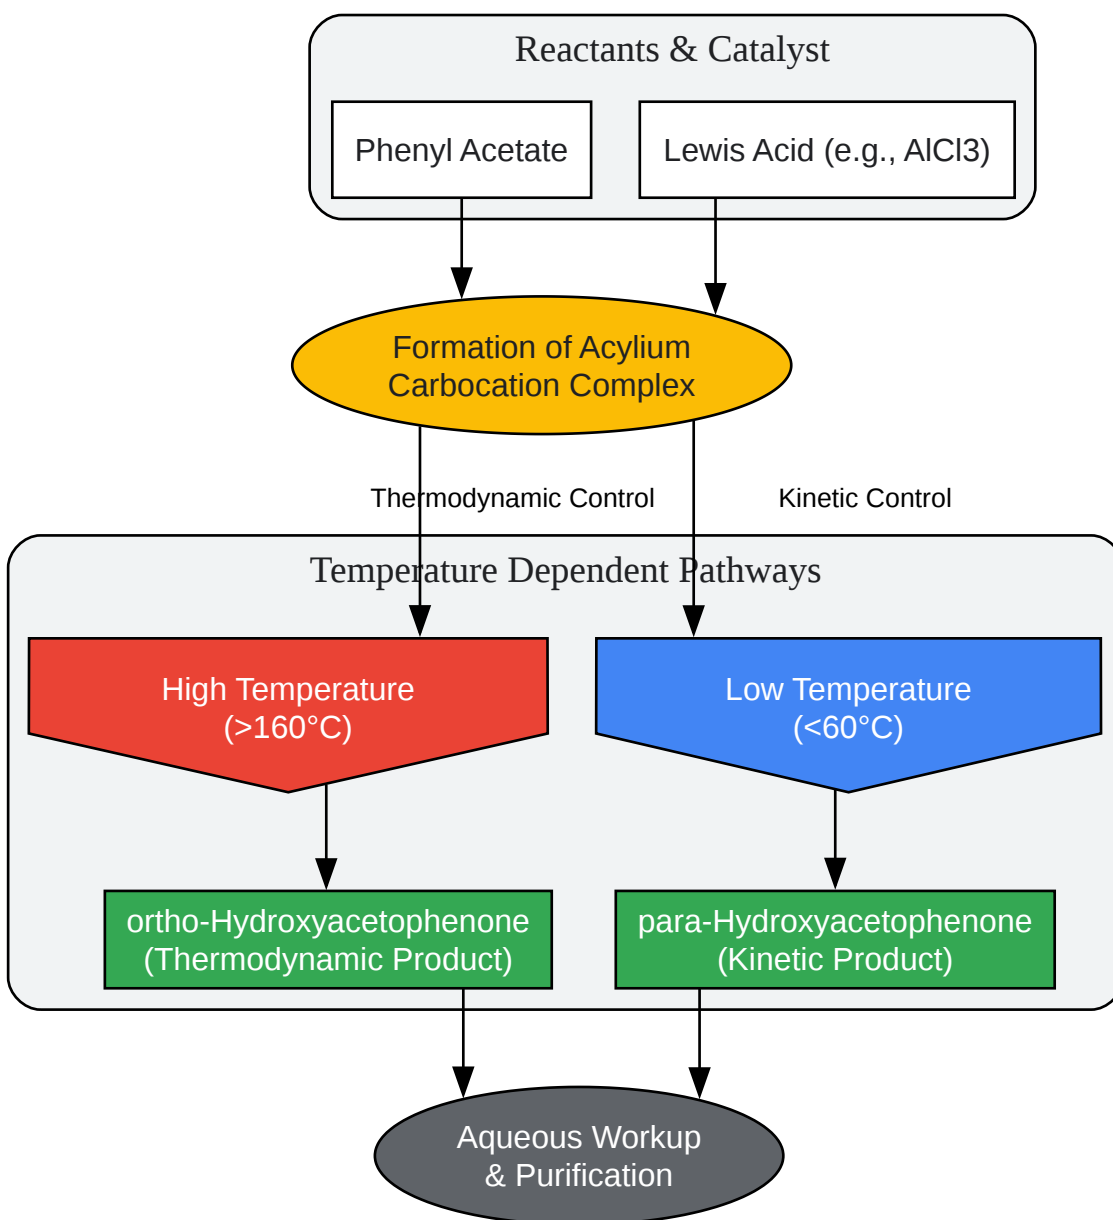 Reactants & Catalyst
Phenyl Acetate
Lewis Acid (e.g., AlCl3)
Formation of Acylium
Carbocation Complex
Thermodynamic Control
Kinetic Control
Temperature Dependent Pathways
High Temperature
(>160°C)
Low Temperature
(<60°C)
ortho-Hydroxyacetophenone
(Thermodynamic Product)
para-Hydroxyacetophenone
(Kinetic Product)
Aqueous Workup
& Purification